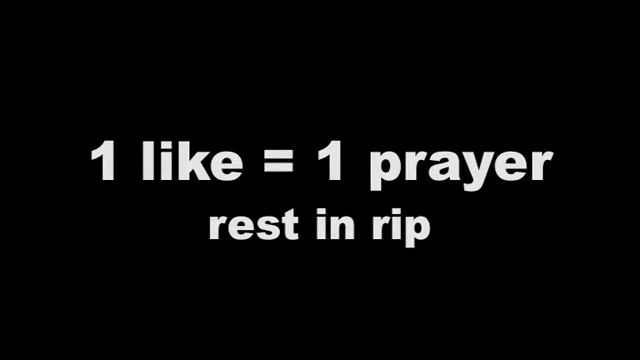 1 like = 1 prayer
rest in rip